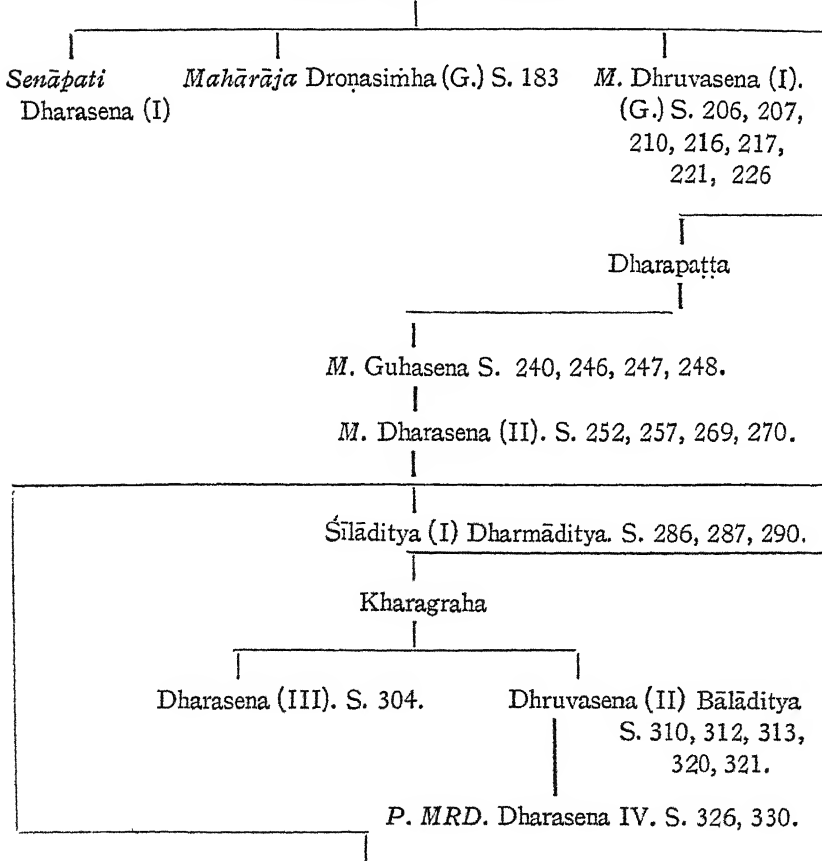 Senāpati Mahārāja Droṇasiṁha (G.) S. 183 M. Dhruvasena (I).
Dharasena (I) (G.) S. 206, 207,
210, 216, 217,
221, 226
Dharapaṭṭa
M. Guhasena S. 240, 246, 247, 248.
M. Dharasena (II). S. 252, 257, 269, 270.
Śīlāditya (I) Dharmāditya. S. 286, 287, 290.
Kharagraha
Dharasena (III). S. 304. Dhruvasena (II) Bālāditya
S. 310, 312, 313,
320, 321.
P. MRD. Dharasena IV. S. 326, 330.